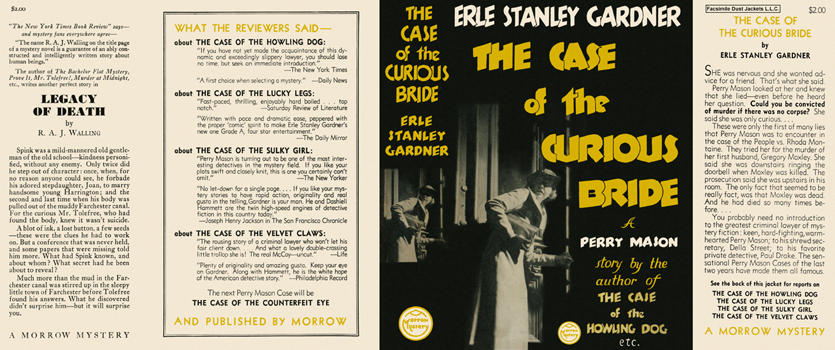 $2.00
"The New York Times Book Review" says—
and mystery fans everywhere agree—
"The name R. A. J. Walling on the title page
of a mystery novel is a guarantee of an ably con-
structed and intelligently written story about
human beings."
The author of The Bachelor Flat Mystery,
Prove It, Mr. Tolefree!, Murder at Midnight,
etc., writes another perfect story in
LEGACY
OF DEATH
by
R. A. J. WALLING
Spink was a mild-mannered old gentle-
man of the old school—kindness personi-
fied, without any enemy. Only twice did
he step out of character: once, when, for
no reason anyone could see, he forbade
his adored stepdaughter, Joan, to marry
handsome young Harrington; and the
second and last time when his body was
pulled out of the muddy Farchester canal.
For the curious Mr. Tolefree, who had
found the body, knew it wasn't suicide.
A blot of ink, a lost button, a few seeds
—these were the clues he had to work
on. But a conference that was never held,
and some papers that were missing told
him more. What had Spink known, and
about whom? What secret had he been
about to reveal?
Much more than the mud in the Far-
chester canal was stirred up in the sleepy
little town of Farchester before Tolefree
found his answers. What he discovered
didn't surprise him—but it will surprise
you.
A MORROW MYSTERY
WHAT THE REVIEWERS SAID—
about THE CASE OF THE HOWLING DOG:
"If you have not yet made the acquaintance of this dy-
namic and exceedingly slippery lawyer, you should lose
no time, but seek an immediate introduction."
—The New York Times
"A first choice when selecting a mystery." —Daily News
about THE CASE OF THE LUCKY LEGS:
"Fast-paced, thrilling, enjoyably hard boiled . . . top
notch." —Saturday Review of Literature
"Written with pace and dramatic ease, peppered with
the proper 'comic' spirit to make Erle Stanley Gardner's
new one Grade A, four star entertainment."
—The Daily Mirror
about THE CASE OF THE SULKY GIRL:
"Perry Mason is turning out to be one of the most inter-
esting detectives in the mystery field. If you like your
plots swift and closely knit, this is one you certainly can't
omit." —The New Yorker
"No let-down for a single page. . . . If you like your mys-
tery stories to have rapid action, originality and real
gusto in the telling, Gardner is your man. He and Dashiell
Hammett are the twin high-speed engines of detective
fiction in this country today."
—Joseph Henry Jackson in The San Francisco Chronicle
about THE CASE OF THE VELVET CLAWS:
"The rousing story of a criminal lawyer who won't let his
fair client down. And what a lovely double-crossing
little trollop she is! The real McCoy—uncut." —Life
"Plenty of originality and amazing gusto. Keep your eye
on Gardner. Along with Hammett, he is the white hope
of the American detective story." —Philadelphia Record
The next Perry Mason Case will be
THE CASE OF THE COUNTERFEIT EYE
AND PUBLISHED BY MORROW
THE
CASE
of the
CURIOUS
BRIDE
ERLE
STANLEY
GARDNER
morrow
mystery
ERLE STANLEY GARDNER
THE CASE
of the
CURIOUS
BRIDE
A
PERRY MASON
story by the
author of
THE CASE
of the
HOWLING DOG
etc.
morrow
mystery
Facsimile Dust Jackets L.L.C.
$2.00
THE CASE OF
THE CURIOUS BRIDE
by
ERLE STANLEY GARDNER
SHE was nervous and she wanted ad-
vice for a friend. That's what she said.
Perry Mason looked at her and knew
that she lied—even before he heard
her question. Could you be convicted
of murder if there was no corpse? She
said she was only curious. . . .
These were only the first of many lies
that Perry Mason was to encounter in
the case of the People vs. Rhoda Mon-
taine. They tried her for the murder of
her first husband, Gregory Moxley. She
said she was downstairs ringing the
doorbell when Moxley was killed. The
prosecution said she was upstairs in his
room. The only fact that seemed to be
really fact, was that Moxley was dead.
And he had died so many times be-
fore. . . .
You probably need no introduction
to the greatest criminal lawyer of mys-
tery fiction: keen, hard-fighting, warm-
hearted Perry Mason; to his shrewd sec-
retary, Della Street; to his favorite
private detective, Paul Drake. The sen-
sational Perry Mason Cases of the last
two years have made them all famous.
See the back of this jacket for reports on
THE CASE OF THE HOWLING DOG
THE CASE OF THE LUCKY LEGS
THE CASE OF THE SULKY GIRL
THE CASE OF THE VELVET CLAWS
A MORROW MYSTERY